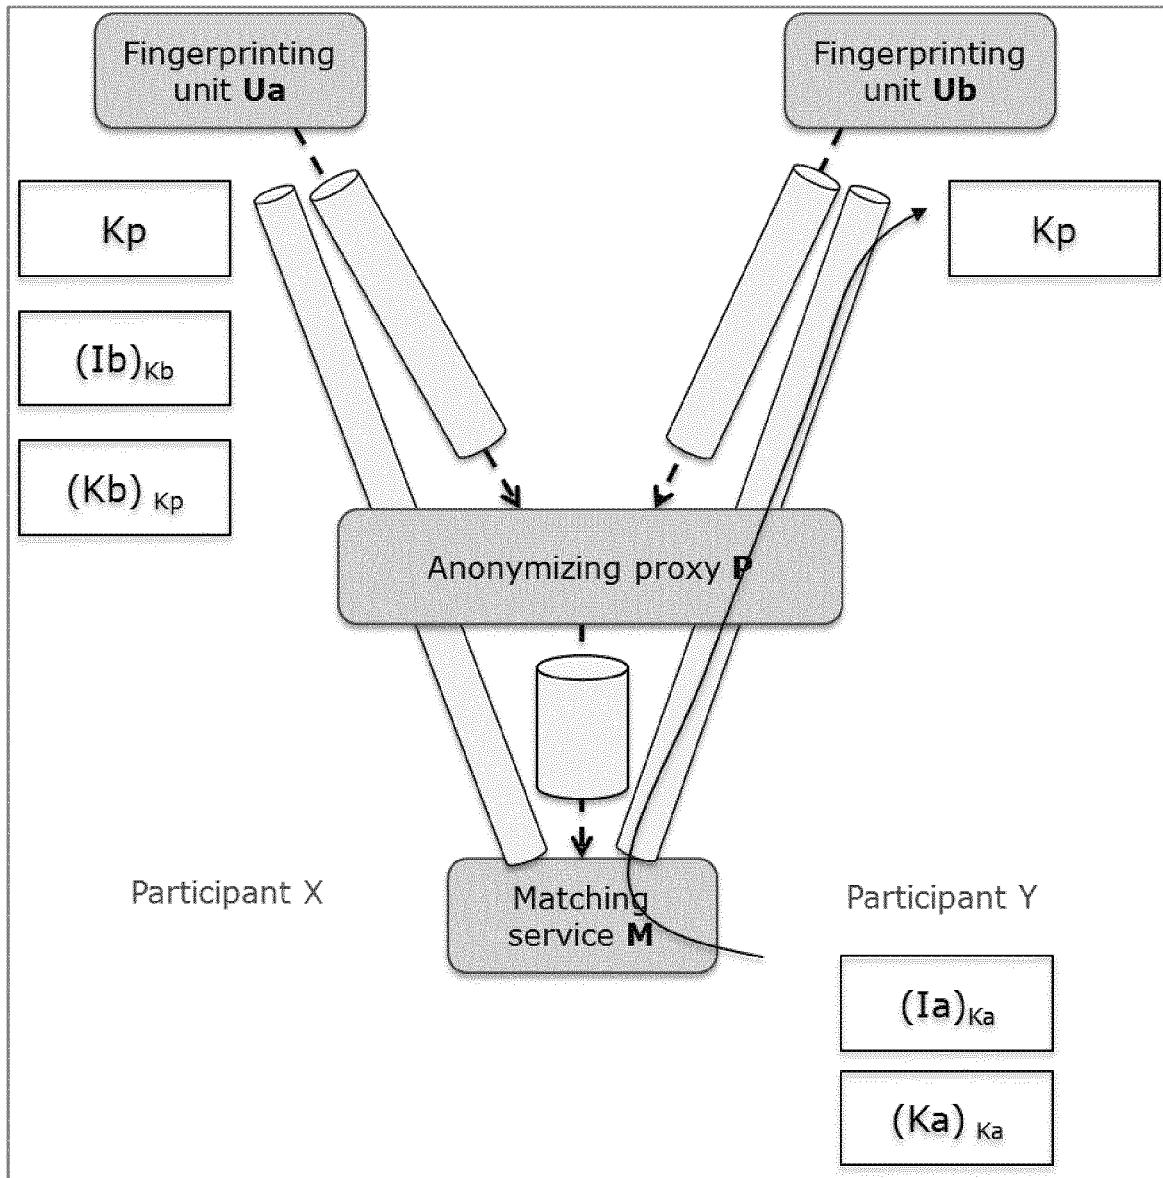 Fingerprinting
unit Ua
Fingerprinting
unit Ub
Kp
Kp
(Ib)Kb
(Kb) Kp
Anonymizing proxy P
Participant X
Matching
service M
Participant Y
(Ia)Ka
(Ka) Ka